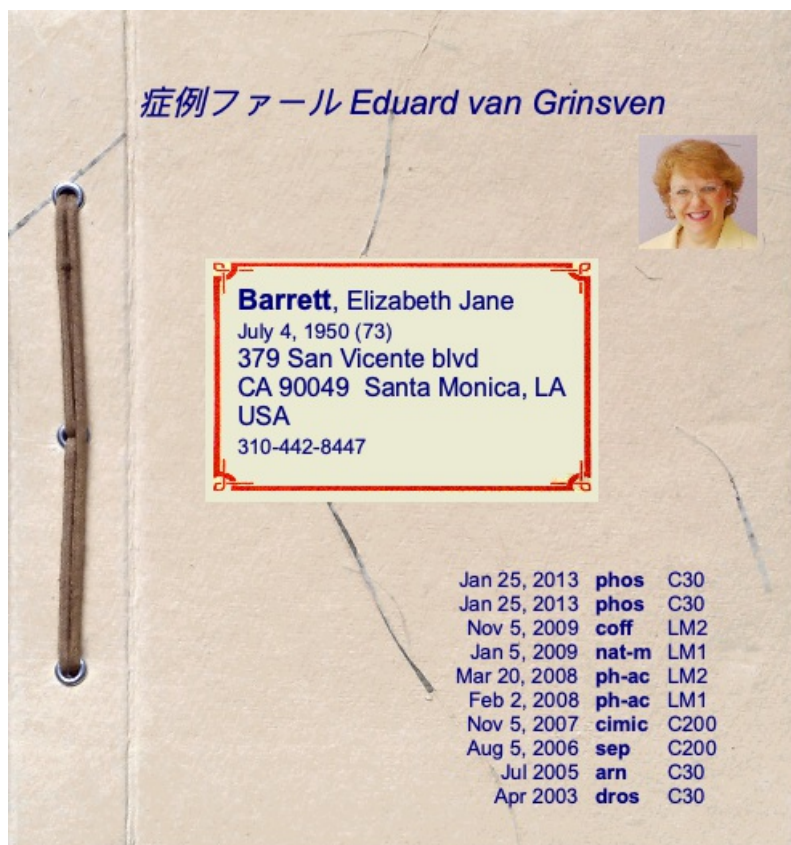 症例ファール Eduard van Grinsven
Barrett, Elizabeth Jane
July 4, 1950 (73)
379 San Vicente blvd
CA 90049 Santa Monica, LA
USA
310-442-8447
Jan 25, 2013 phos C30
Jan 25, 2013 phos C30
Nov 5, 2009 coff LM2
Jan 5, 2009 nat-m LM1
Mar 20, 2008 ph-ac LM2
Feb 2, 2008 ph-ac LM1
Nov 5, 2007 cimic C200
Aug 5, 2006 sep C200
Jul 2005 arn C30
Apr 2003 dros C30